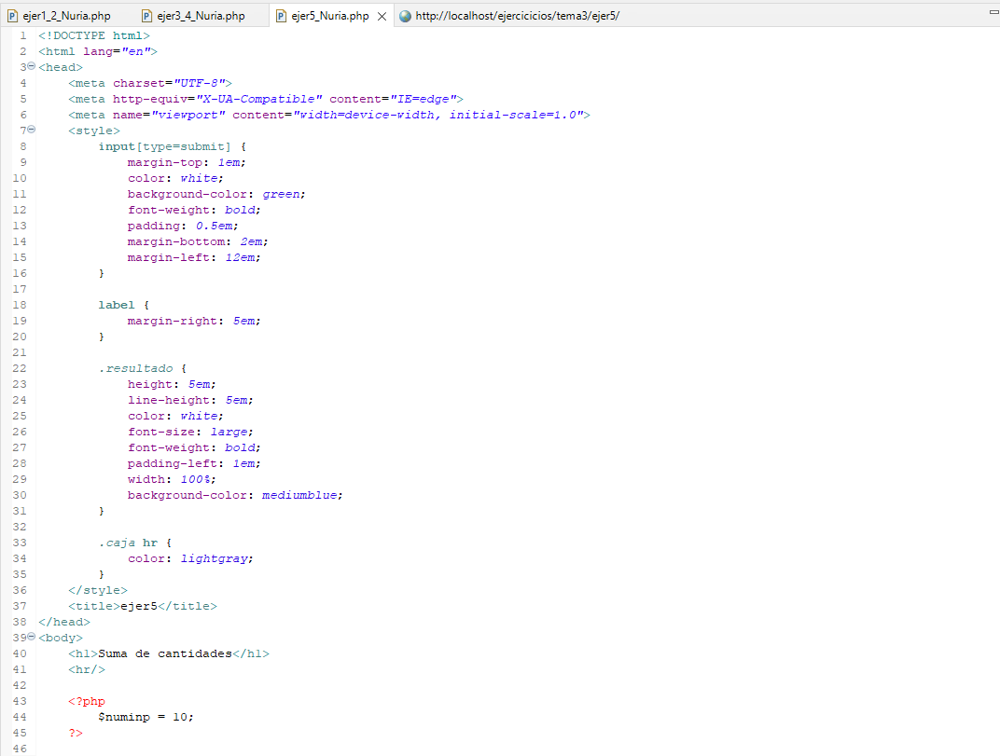 ejer1_2_Nuria.php ejer3_4_Nuria.php ejer5_Nuria.php http://localhost/ejercicicios/tema3/ejer5/
1 <!DOCTYPE html>
2 <html lang="en">
3 <head>
4 <meta charset="UTF-8">
5 <meta http-equiv="X-UA-Compatible" content="IE=edge">
6 <meta name="viewport" content="width=device-width, initial-scale=1.0">
7 <style>
8 input[type=submit] {
9 margin-top: 1em;
10 color: white;
11 background-color: green;
12 font-weight: bold;
13 padding: 0.5em;
14 margin-bottom: 2em;
15 margin-left: 12em;
16 }
17
18 label {
19 margin-right: 5em;
20 }
21
22 .resultado {
23 height: 5em;
24 line-height: 5em;
25 color: white;
26 font-size: large;
27 font-weight: bold;
28 padding-left: 1em;
29 width: 100%;
30 background-color: mediumblue;
31 }
32
33 .caja hr {
34 color: lightgray;
35 }
36 </style>
37 <title>ejer5</title>
38 </head>
39 <body>
40 <h1>Suma de cantidades</h1>
41 <hr/>
42
43 <?php
44 $numinp = 10;
45 ?>
46